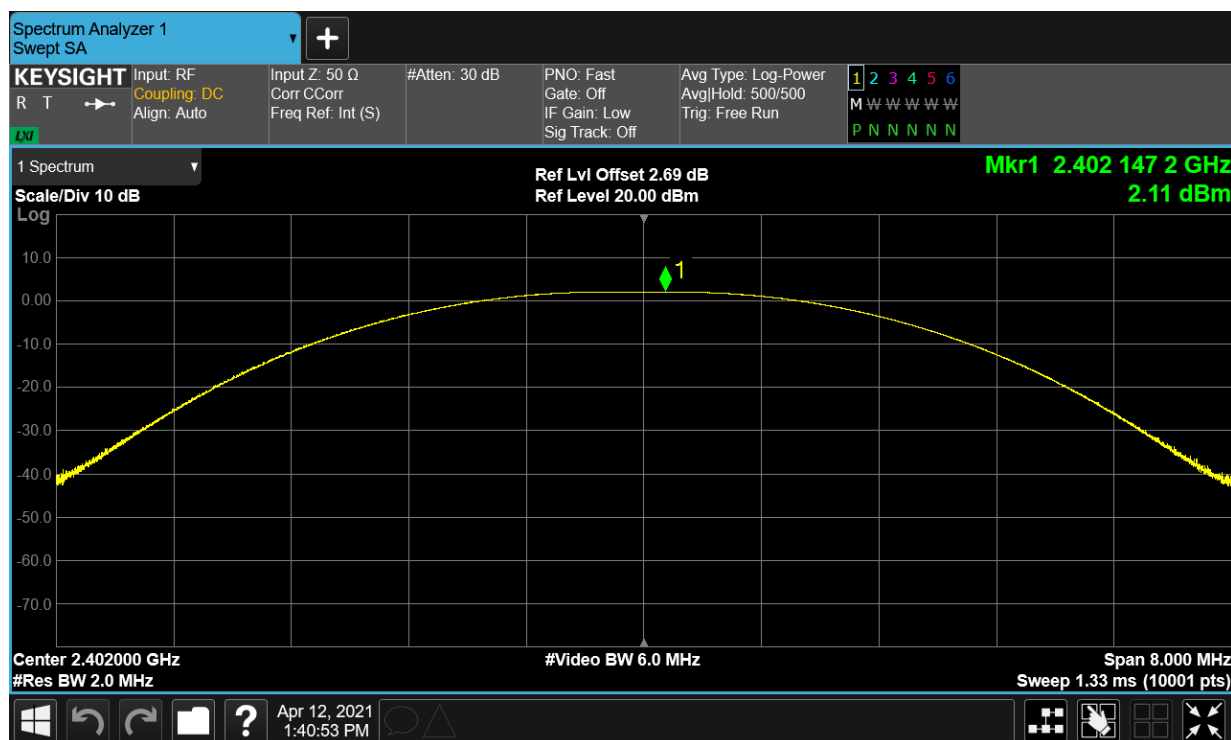 Spectrum Analyzer 1
Swept SA
KEYSIGHT
R T
LXI
Input: RF
Coupling: DC
Align: Auto
Input Z: 50 Ω
Corr CCorr
Freq Ref: Int (S)
#Atten: 30 dB
PNO: Fast
Gate: Off
IF Gain: Low
Sig Track: Off
Avg Type: Log-Power
Avg|Hold: 500/500
Trig: Free Run
1 2 3 4 5 6
M W W W W W
P N N N N N
1 Spectrum
Scale/Div 10 dB
Log
Ref Lvl Offset 2.69 dB
Ref Level 20.00 dBm
Mkr1 2.402 147 2 GHz
2.11 dBm
1
10.0
0.00
-10.0
-20.0
-30.0
-40.0
-50.0
-60.0
-70.0
Center 2.402000 GHz
#Res BW 2.0 MHz
#Video BW 6.0 MHz
Span 8.000 MHz
Sweep 1.33 ms (10001 pts)
?
Apr 12, 2021
1:40:53 PM